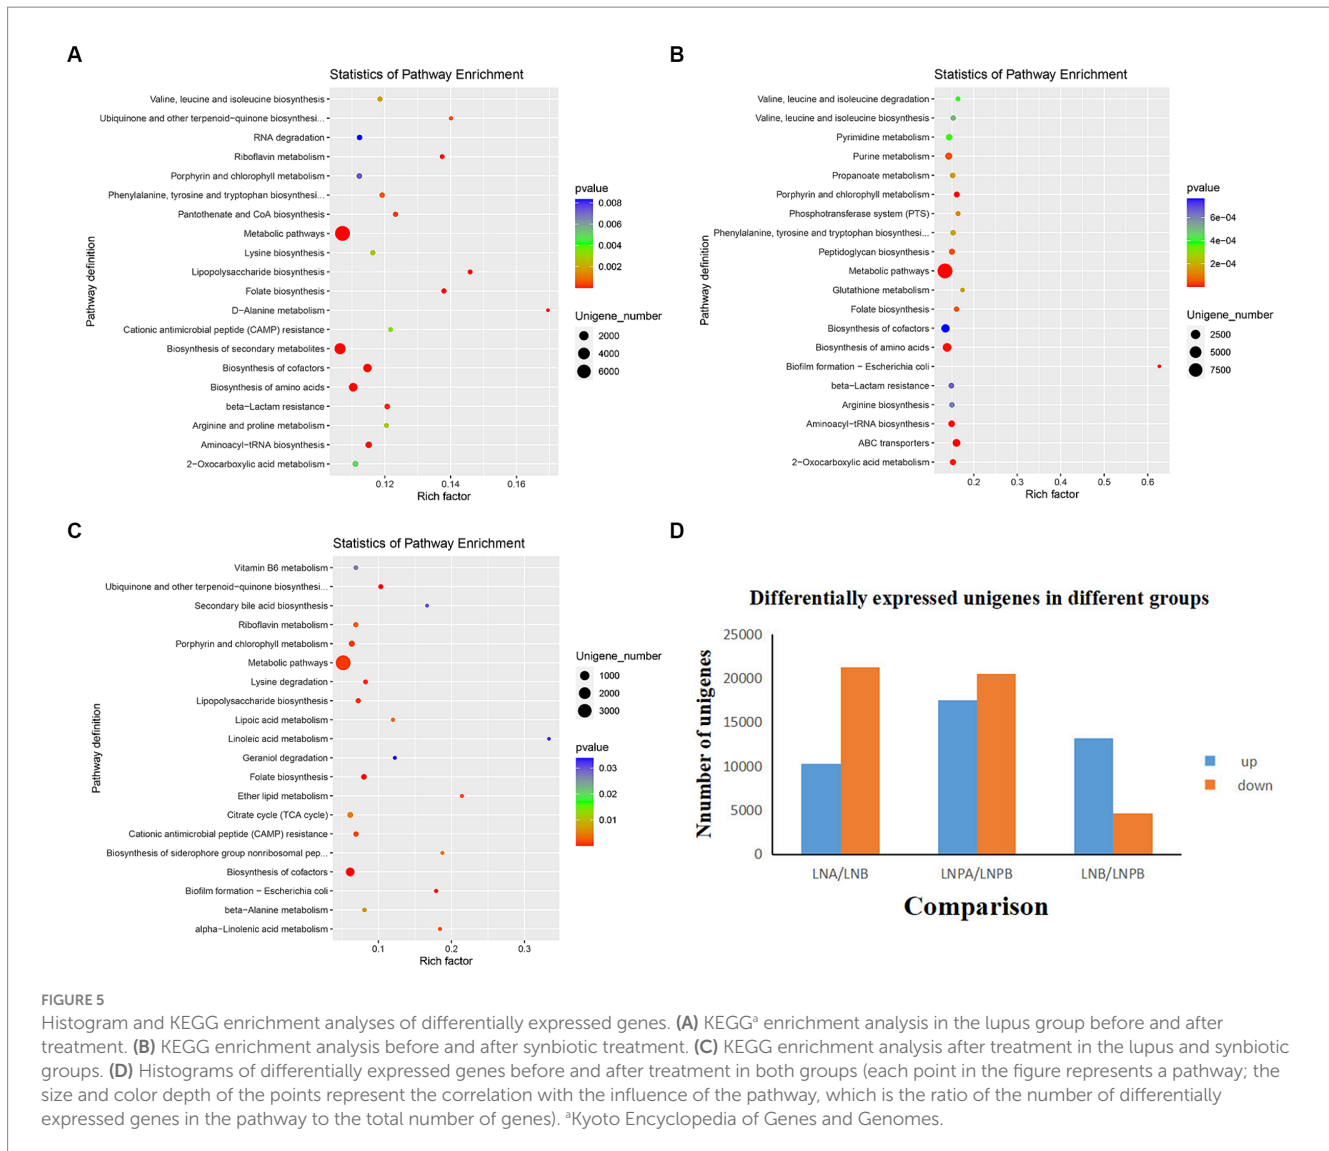 A
Statistics of Pathway Enrichment
Valine, leucine and isoleucine biosynthesis
Ubiquinone and other terpenoid−quinone biosynthesi...
RNA degradation
Riboflavin metabolism
Porphyrin and chlorophyll metabolism
Phenylalanine, tyrosine and tryptophan biosynthesi...
Pantothenate and CoA biosynthesis
Metabolic pathways
Lysine biosynthesis
Lipopolysaccharide biosynthesis
Folate biosynthesis
D−Alanine metabolism
Cationic antimicrobial peptide (CAMP) resistance
Biosynthesis of secondary metabolites
Biosynthesis of cofactors
Biosynthesis of amino acids
beta−Lactam resistance
Arginine and proline metabolism
Aminoacyl−tRNA biosynthesis
2−Oxocarboxylic acid metabolism
Pathway definition
0.12 0.14 0.16
Rich factor
pvalue
0.008
0.006
0.004
0.002
Unigene_number
2000
4000
6000
B
Statistics of Pathway Enrichment
Valine, leucine and isoleucine degradation
Valine, leucine and isoleucine biosynthesis
Pyrimidine metabolism
Purine metabolism
Propanoate metabolism
Porphyrin and chlorophyll metabolism
Phosphotransferase system (PTS)
Phenylalanine, tyrosine and tryptophan biosynthesi...
Peptidoglycan biosynthesis
Metabolic pathways
Glutathione metabolism
Folate biosynthesis
Biosynthesis of cofactors
Biosynthesis of amino acids
Biofilm formation − Escherichia coli
beta−Lactam resistance
Arginine biosynthesis
Aminoacyl−tRNA biosynthesis
ABC transporters
2−Oxocarboxylic acid metabolism
Pathway definition
0.2 0.3 0.4 0.5 0.6
Rich factor
pvalue
6e−04
4e−04
2e−04
Unigene_number
2500
5000
7500
C
Statistics of Pathway Enrichment
Vitamin B6 metabolism
Ubiquinone and other terpenoid−quinone biosynthesi...
Secondary bile acid biosynthesis
Riboflavin metabolism
Porphyrin and chlorophyll metabolism
Metabolic pathways
Lysine degradation
Lipopolysaccharide biosynthesis
Lipoic acid metabolism
Linoleic acid metabolism
Geraniol degradation
Folate biosynthesis
Ether lipid metabolism
Citrate cycle (TCA cycle)
Cationic antimicrobial peptide (CAMP) resistance
Biosynthesis of siderophore group nonribosomal pep...
Biosynthesis of cofactors
Biofilm formation − Escherichia coli
beta−Alanine metabolism
alpha−Linolenic acid metabolism
Pathway definition
0.1 0.2 0.3
Rich factor
Unigene_number
1000
2000
3000
pvalue
0.03
0.02
0.01
D
Differentially expressed unigenes in different groups
25000
20000
15000
10000
5000
0
Nnumber of unigenes
LNA/LNB LNPA/LNPB LNB/LNPB
Comparison
up
down
FIGURE 5
Histogram and KEGG enrichment analyses of differentially expressed genes. (A) KEGGᵃ enrichment analysis in the lupus group before and after
treatment. (B) KEGG enrichment analysis before and after synbiotic treatment. (C) KEGG enrichment analysis after treatment in the lupus and synbiotic
groups. (D) Histograms of differentially expressed genes before and after treatment in both groups (each point in the figure represents a pathway; the
size and color depth of the points represent the correlation with the influence of the pathway, which is the ratio of the number of differentially
expressed genes in the pathway to the total number of genes). ᵃKyoto Encyclopedia of Genes and Genomes.